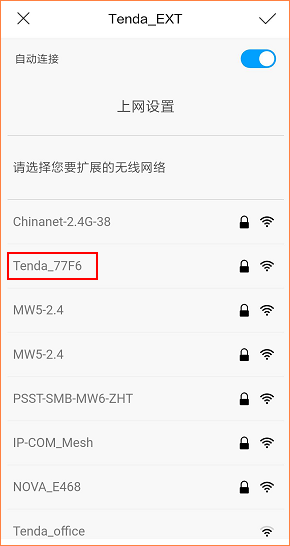 Tenda_EXT
自动连接
上网设置
请选择您要扩展的无线网络
Chinanet-2.4G-38
Tenda_77F6
MW5-2.4
MW5-2.4
PSST-SMB-MW6-ZHT
IP-COM_Mesh
NOVA_E468
Tenda_office